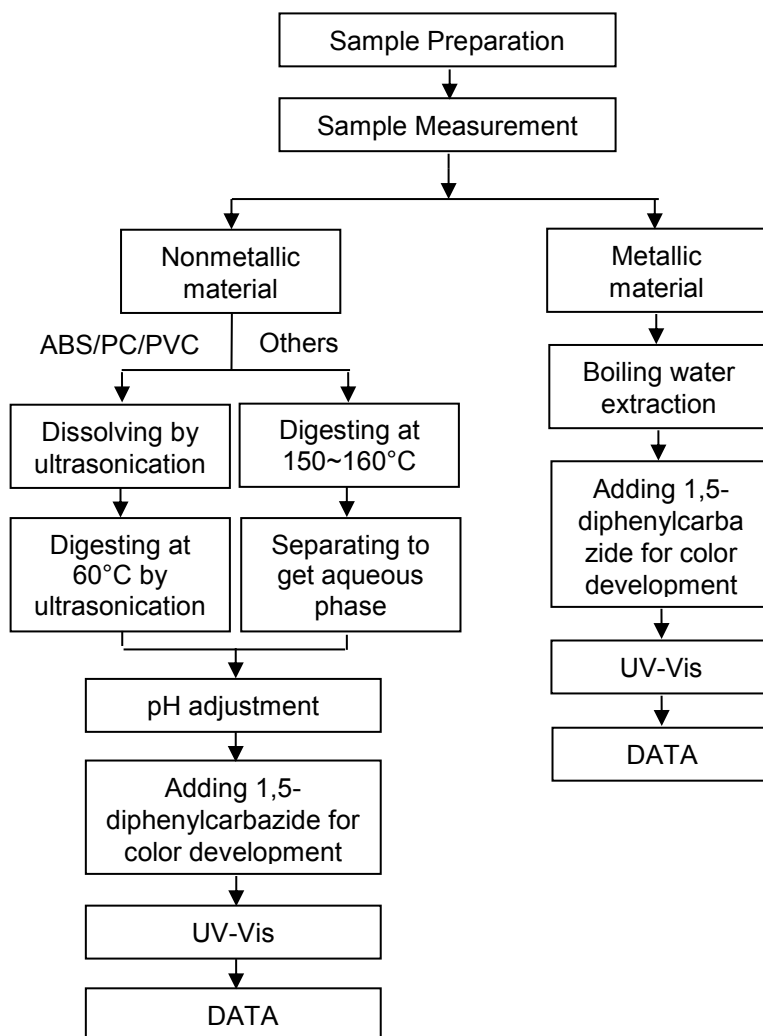 Sample Preparation
Sample Measurement
Nonmetallic
material
Metallic
material
ABS/PC/PVC
Others
Boiling water
extraction
Dissolving by
ultrasonication
Digesting at
150~160°C
Adding 1,5-
diphenylcarba
zide for color
development
Digesting at
60°C by
ultrasonication
Separating to
get aqueous
phase
UV-Vis
pH adjustment
DATA
Adding 1,5-
diphenylcarbazide for
color development
UV-Vis
DATA